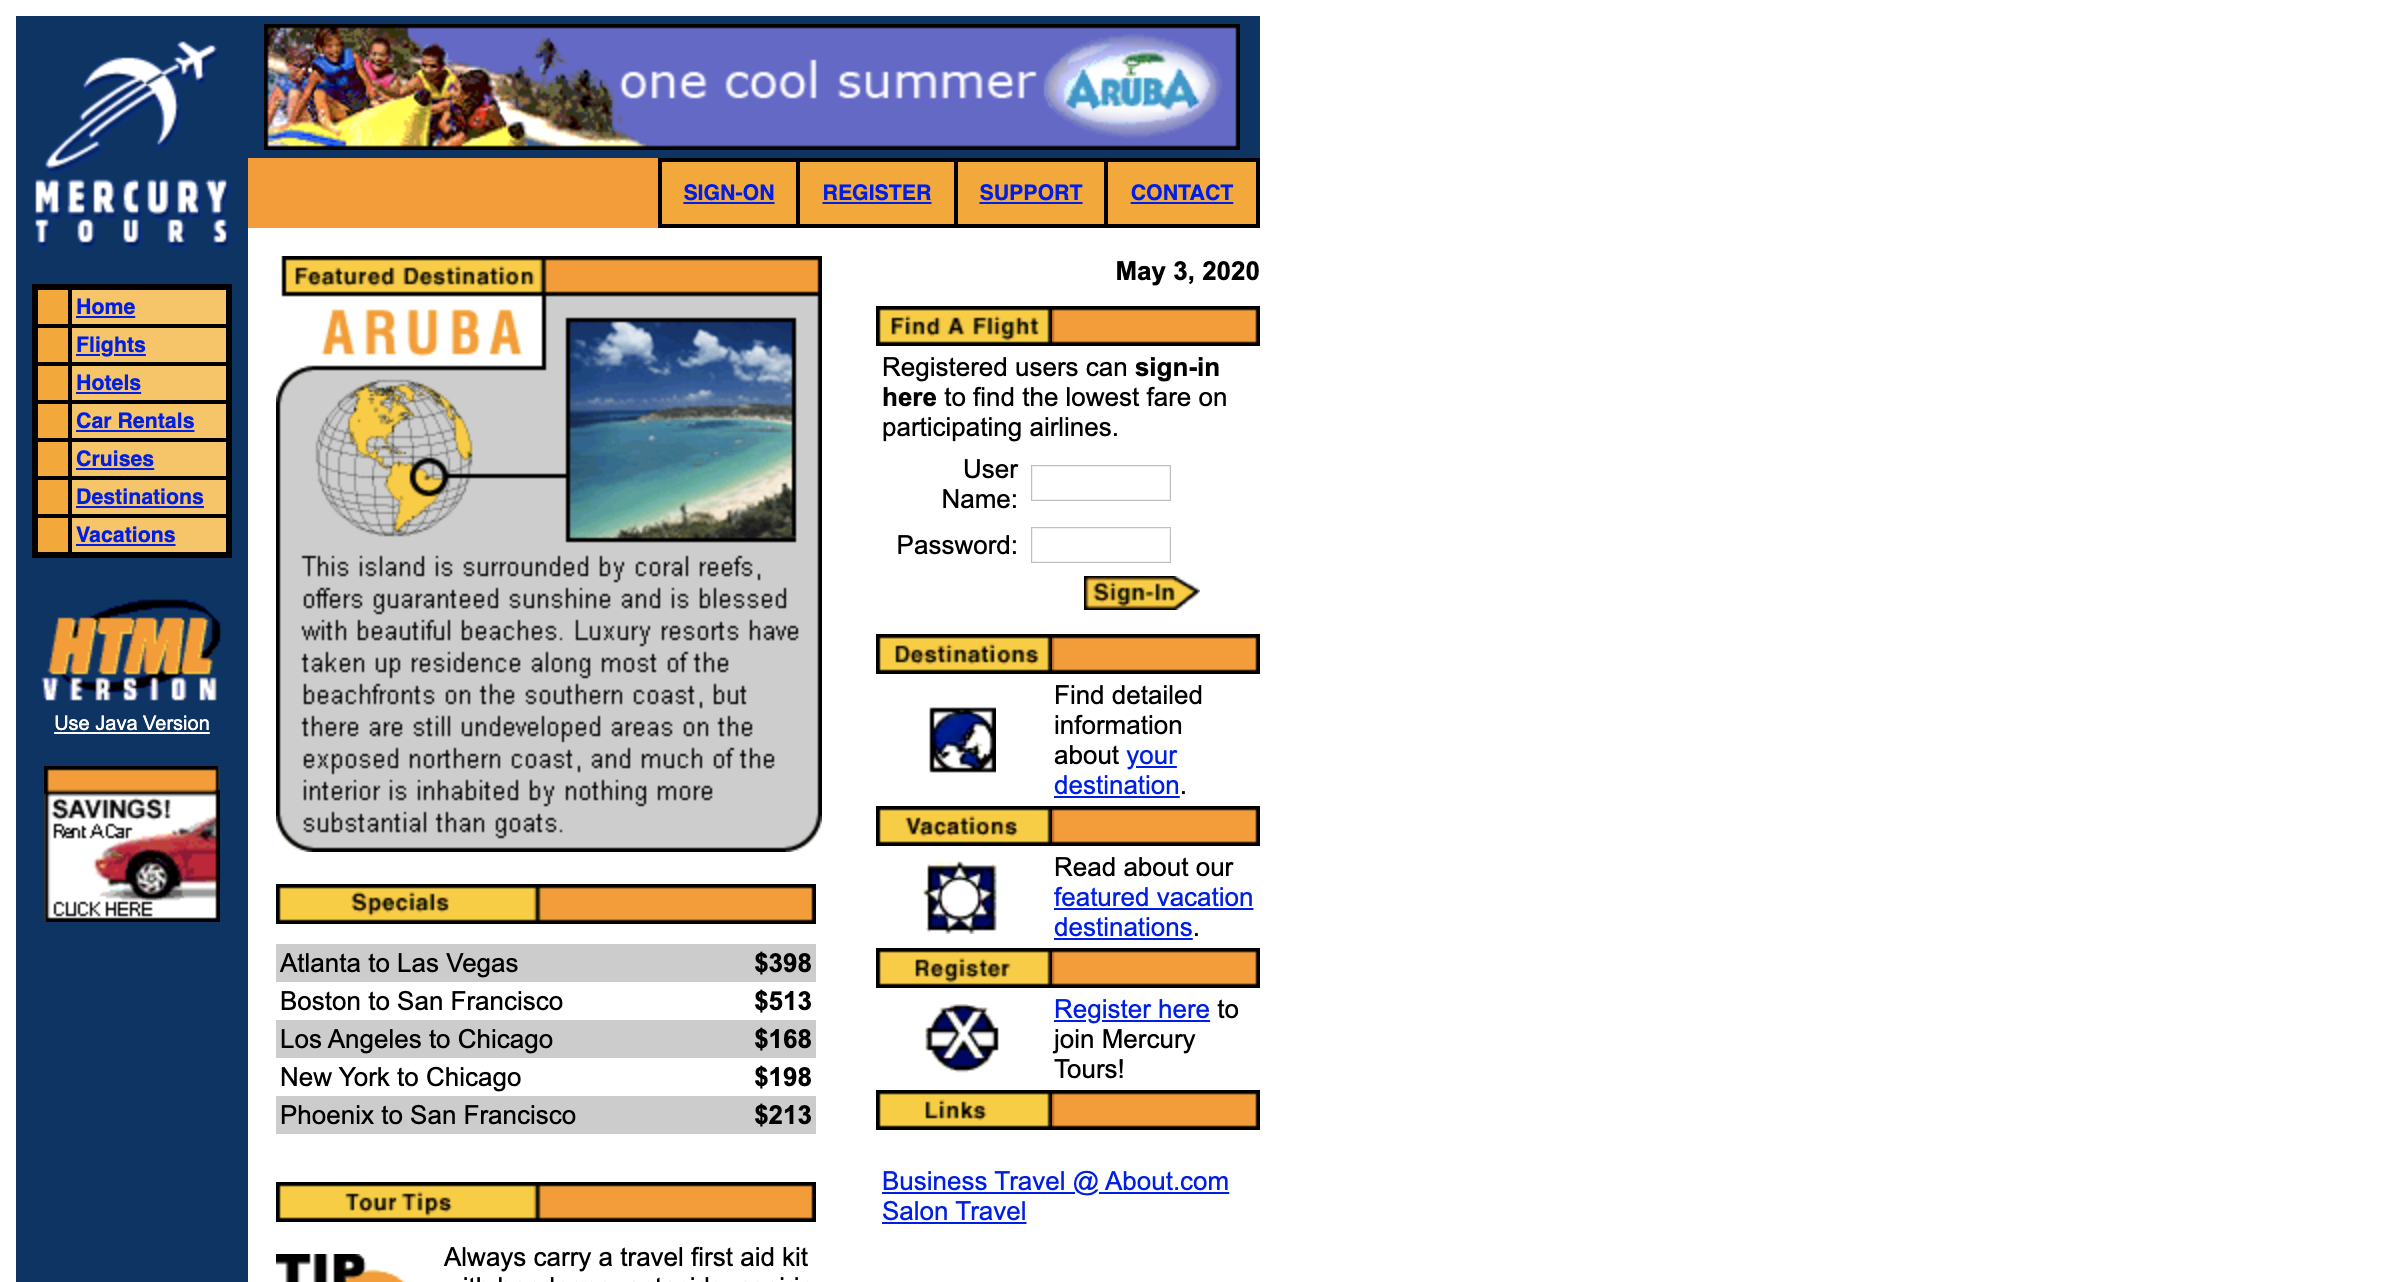 one cool summer
ARUBA
MERCURY
TOURS
SIGN-ON
REGISTER
SUPPORT
CONTACT
Home
Flights
Hotels
Car Rentals
Cruises
Destinations
Vacations
HTML
VERSION
Use Java Version
SAVINGS!
Rent A Car
CLICK HERE
Featured Destination
ARUBA
This island is surrounded by coral reefs,
offers guaranteed sunshine and is blessed
with beautiful beaches. Luxury resorts have
taken up residence along most of the
beachfronts on the southern coast, but
there are still undeveloped areas on the
exposed northern coast, and much of the
interior is inhabited by nothing more
substantial than goats.
Specials
Atlanta to Las Vegas $398
Boston to San Francisco $513
Los Angeles to Chicago $168
New York to Chicago $198
Phoenix to San Francisco $213
Tour Tips
TIP
Always carry a travel first aid kit
May 3, 2020
Find A Flight
Registered users can sign-in
here to find the lowest fare on
participating airlines.
User
Name:
Password:
Sign-In
Destinations
Find detailed
information
about your
destination.
Vacations
Read about our
featured vacation
destinations.
Register
Register here to
join Mercury
Tours!
Links
Business Travel @ About.com
Salon Travel